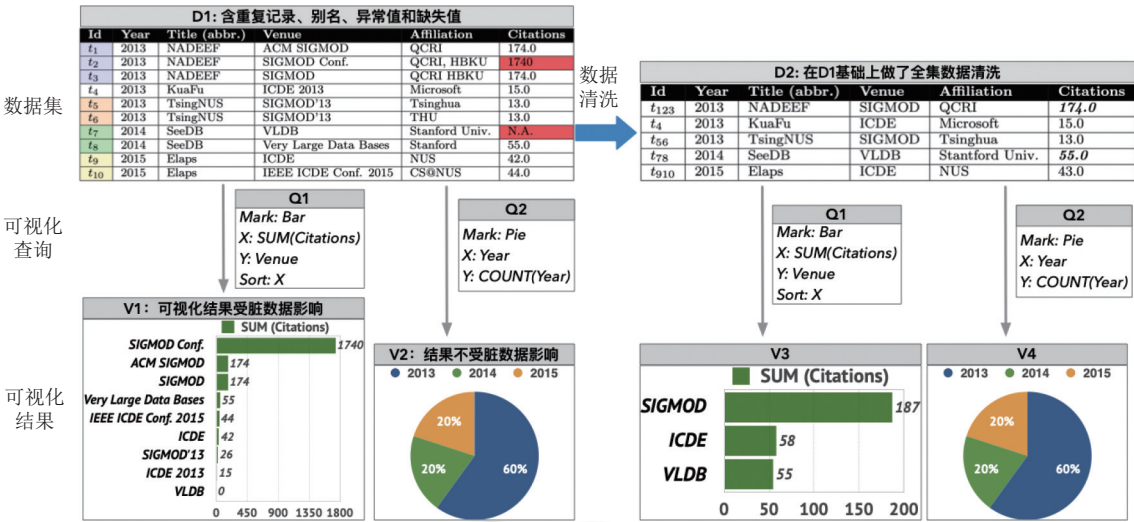 D1: 含重复记录、别名、异常值和缺失值
Id Year Title (abbr.) Venue Affiliation Citations
t1 2013 NADEEF ACM SIGMOD QCRI 174.0
t2 2013 NADEEF SIGMOD Conf. QCRI, HBKU 1740
t3 2013 NADEEF SIGMOD QCRI HBKU 174.0
t4 2013 KuaFu ICDE 2013 Microsoft 15.0
t5 2013 TsingNUS SIGMOD'13 Tsinghua 13.0
t6 2013 TsingNUS SIGMOD'13 THU 13.0
t7 2014 SeeDB VLDB Stanford Univ. N.A.
t8 2014 SeeDB Very Large Data Bases Stanford 55.0
t9 2015 Elaps ICDE NUS 42.0
t10 2015 Elaps IEEE ICDE Conf. 2015 CS@NUS 44.0
数据集
数据
清洗
D2: 在D1基础上做了全集数据清洗
Id Year Title (abbr.) Venue Affiliation Citations
t123 2013 NADEEF SIGMOD QCRI 174.0
t4 2013 KuaFu ICDE Microsoft 15.0
t56 2013 TsingNUS SIGMOD Tsinghua 13.0
t78 2014 SeeDB VLDB Stantford Univ. 55.0
t910 2015 Elaps ICDE NUS 43.0
可视化
查询
Q1
Mark: Bar
X: SUM(Citations)
Y: Venue
Sort: X
Q2
Mark: Pie
X: Year
Y: COUNT(Year)
Q1
Mark: Bar
X: SUM(Citations)
Y: Venue
Sort: X
Q2
Mark: Pie
X: Year
Y: COUNT(Year)
可视化
结果
V1：可视化结果受脏数据影响
SUM (Citations)
SIGMOD Conf. 1740
ACM SIGMOD 174
SIGMOD 174
Very Large Data Bases 55
IEEE ICDE Conf. 2015 44
ICDE 42
SIGMOD'13 26
ICDE 2013 15
VLDB 0
0 450 900 1350 1800
V2：结果不受脏数据影响
2013 2014 2015
20%
20%
60%
V3
SUM (Citations)
SIGMOD 187
ICDE 58
VLDB 55
0 50 100 150 200
V4
2013 2014 2015
20%
20%
60%